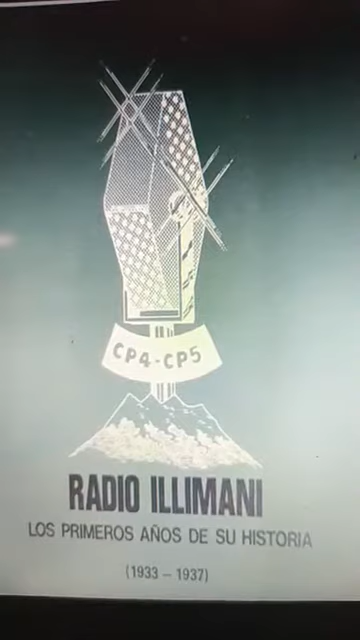 CP4-CP5
RADIO ILLIMANI
LOS PRIMEROS AÑOS DE SU HISTORIA
(1933 - 1937)